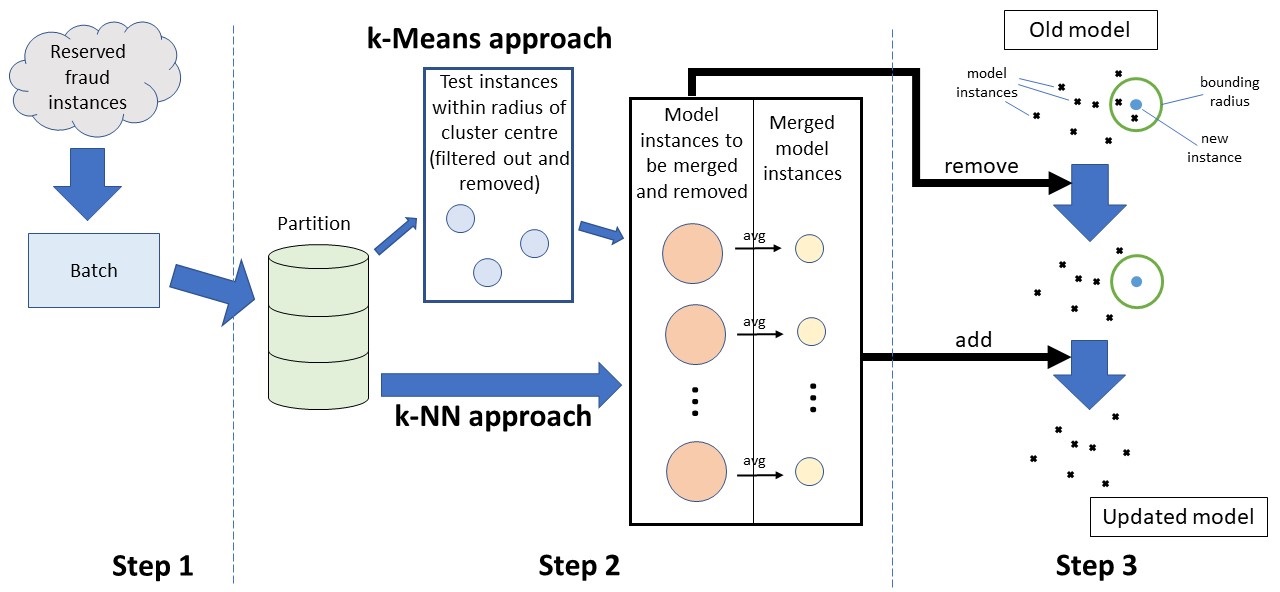 Reserved
fraud
instances
Batch
Step 1
k-Means approach
Partition
Test instances
within radius of
cluster centre
(filtered out and
removed)
k-NN approach
Model
instances to
be merged
and removed
Merged
model
instances
avg
avg
avg
Step 2
Old model
model
instances
bounding
radius
new
instance
remove
add
Updated model
Step 3